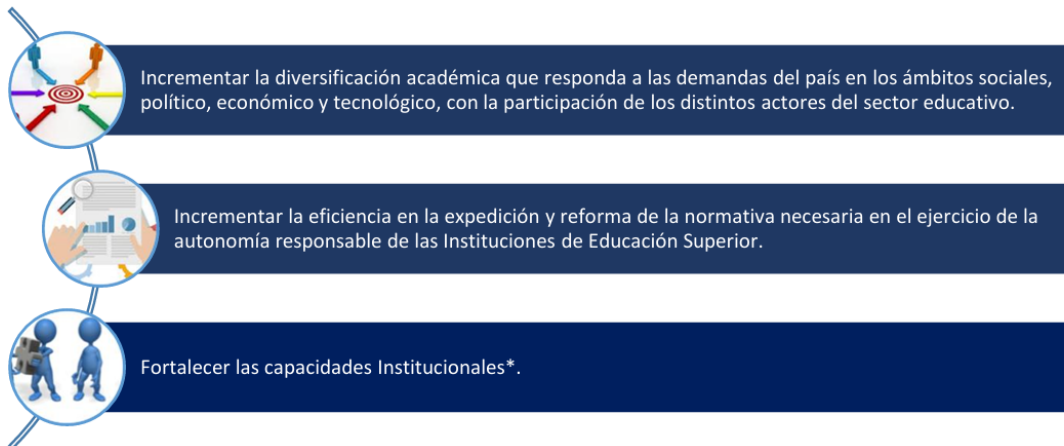 Incrementar la diversificación académica que responda a las demandas del país en los ámbitos sociales,
político, económico y tecnológico, con la participación de los distintos actores del sector educativo.
Incrementar la eficiencia en la expedición y reforma de la normativa necesaria en el ejercicio de la
autonomía responsable de las Instituciones de Educación Superior.
Fortalecer las capacidades Institucionales*.